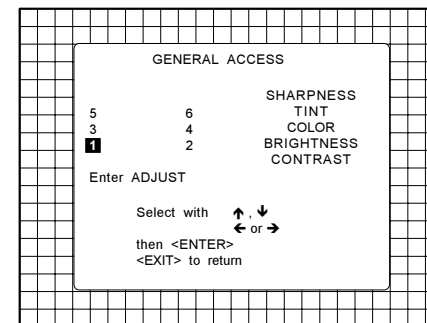 GENERAL ACCESS
SHARPNESS
5 6 TINT
3 4 COLOR
1 2 BRIGHTNESS
CONTRAST
Enter ADJUST
Select with ↑ , ↓
← or →
then <ENTER>
<EXIT> to return